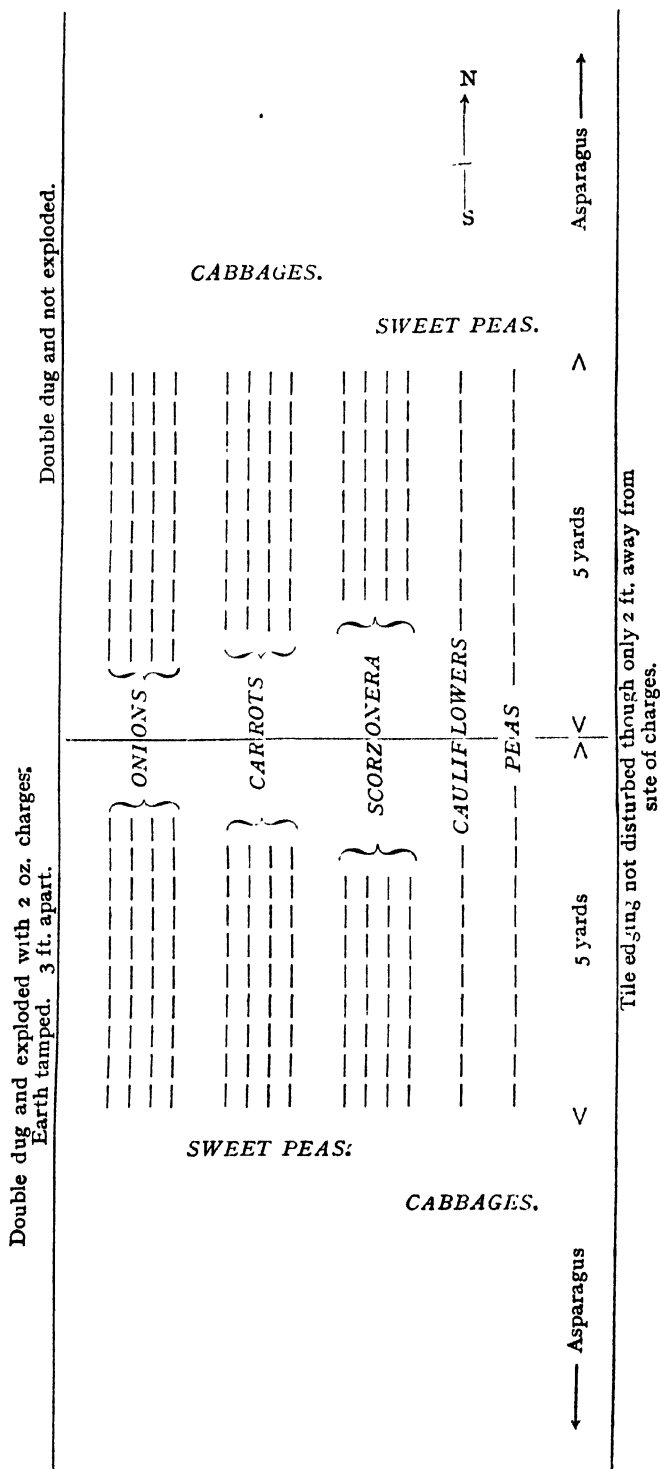 Double dug and exploded with 2 oz. charges.
Earth tamped. 3 ft. apart.
Double dug and not exploded.
ONIONS
CARROTS
SCORZONERA
CAULIFLOWERS
PEAS
SWEET PEAS.
CABBAGES.
CABBAGES.
SWEET PEAS.
S N
← Asparagus
< 5 yards >
< 5 yards >
Asparagus →
Tile edging not disturbed though only 2 ft. away from
site of charges.